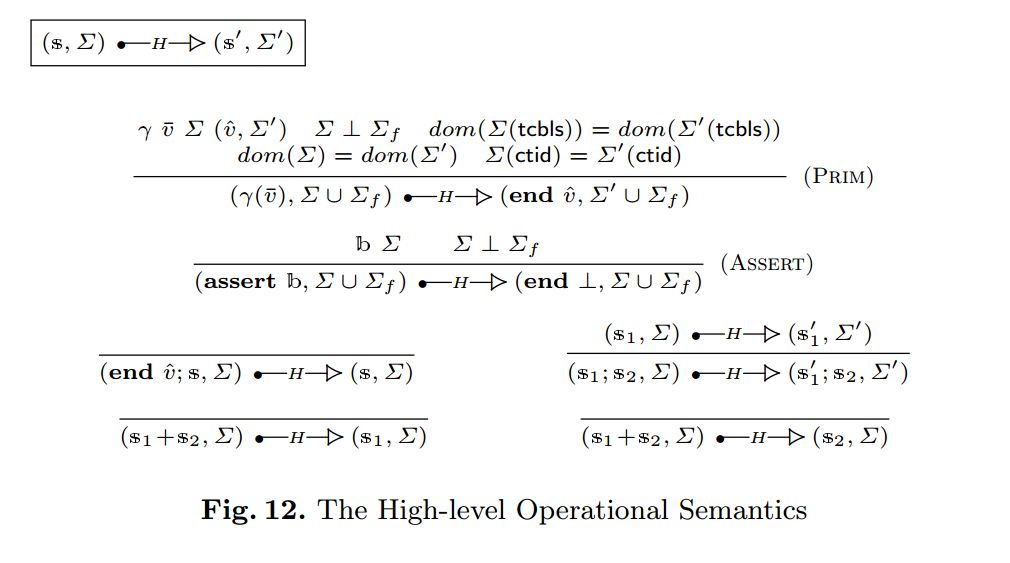 (𝕤, Σ) •—H—▷ (𝕤′, Σ′)
γ v̄ Σ (v̂, Σ′)   Σ ⊥ Σ_f   dom(Σ(tcbls)) = dom(Σ′(tcbls))
dom(Σ) = dom(Σ′)   Σ(ctid) = Σ′(ctid)
(PRIM)
(γ(v̄), Σ ∪ Σ_f) •—H—▷ (end v̂, Σ′ ∪ Σ_f)
𝕓 Σ   Σ ⊥ Σ_f
(ASSERT)
(assert 𝕓, Σ ∪ Σ_f) •—H—▷ (end ⊥, Σ ∪ Σ_f)
(𝕤₁, Σ) •—H—▷ (𝕤′₁, Σ′)
(end v̂; 𝕤, Σ) •—H—▷ (𝕤, Σ)   (𝕤₁; 𝕤₂, Σ) •—H—▷ (𝕤′₁; 𝕤₂, Σ′)
(𝕤₁+𝕤₂, Σ) •—H—▷ (𝕤₁, Σ)   (𝕤₁+𝕤₂, Σ) •—H—▷ (𝕤₂, Σ)
Fig. 12. The High-level Operational Semantics